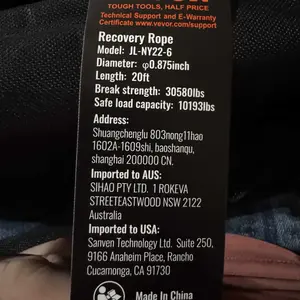 TOUGH TOOLS, HALF PRICE
Technical Support and E-Warranty
Certificate www.vevor.com/support
Recovery Rope
Model: JL-NY22-6
Diameter: φ0.875inch
Length: 20ft
Break strength: 30580lbs
Safe load capacity: 10193lbs
Address:
Shuangchenglu 803nong11hao
1602A-1609shi, baoshanqu,
shanghai 200000 CN.
Imported to AUS:
SIHAO PTY LTD. 1 ROKEVA
STREETEASTWOOD NSW 2122
Australia
Imported to USA:
Sanven Technology Ltd. Suite 250,
9166 Anaheim Place, Rancho
Cucamonga, CA 91730
Made In China